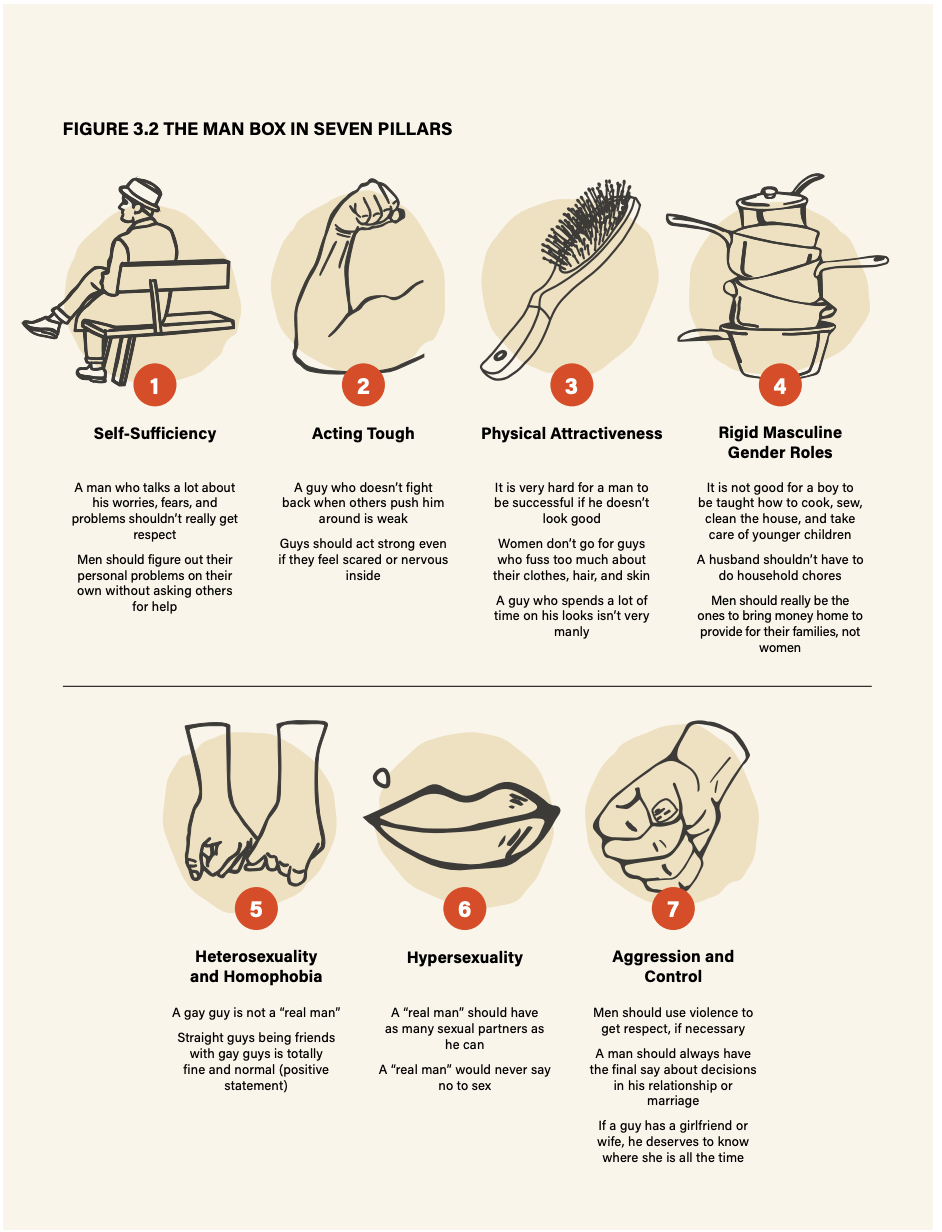 FIGURE 3.2 THE MAN BOX IN SEVEN PILLARS
1
Self-Sufficiency
A man who talks a lot about
his worries, fears, and
problems shouldn’t really get
respect
Men should figure out their
personal problems on their
own without asking others
for help
2
Acting Tough
A guy who doesn’t fight
back when others push him
around is weak
Guys should act strong even
if they feel scared or nervous
inside
3
Physical Attractiveness
It is very hard for a man to
be successful if he doesn’t
look good
Women don’t go for guys
who fuss too much about
their clothes, hair, and skin
A guy who spends a lot of
time on his looks isn’t very
manly
4
Rigid Masculine
Gender Roles
It is not good for a boy to
be taught how to cook, sew,
clean the house, and take
care of younger children
A husband shouldn’t have to
do household chores
Men should really be the
ones to bring money home to
provide for their families, not
women
5
Heterosexuality
and Homophobia
A gay guy is not a “real man”
Straight guys being friends
with gay guys is totally
fine and normal (positive
statement)
6
Hypersexuality
A “real man” should have
as many sexual partners as
he can
A “real man” would never say
no to sex
7
Aggression and
Control
Men should use violence to
get respect, if necessary
A man should always have
the final say about decisions
in his relationship or
marriage
If a guy has a girlfriend or
wife, he deserves to know
where she is all the time